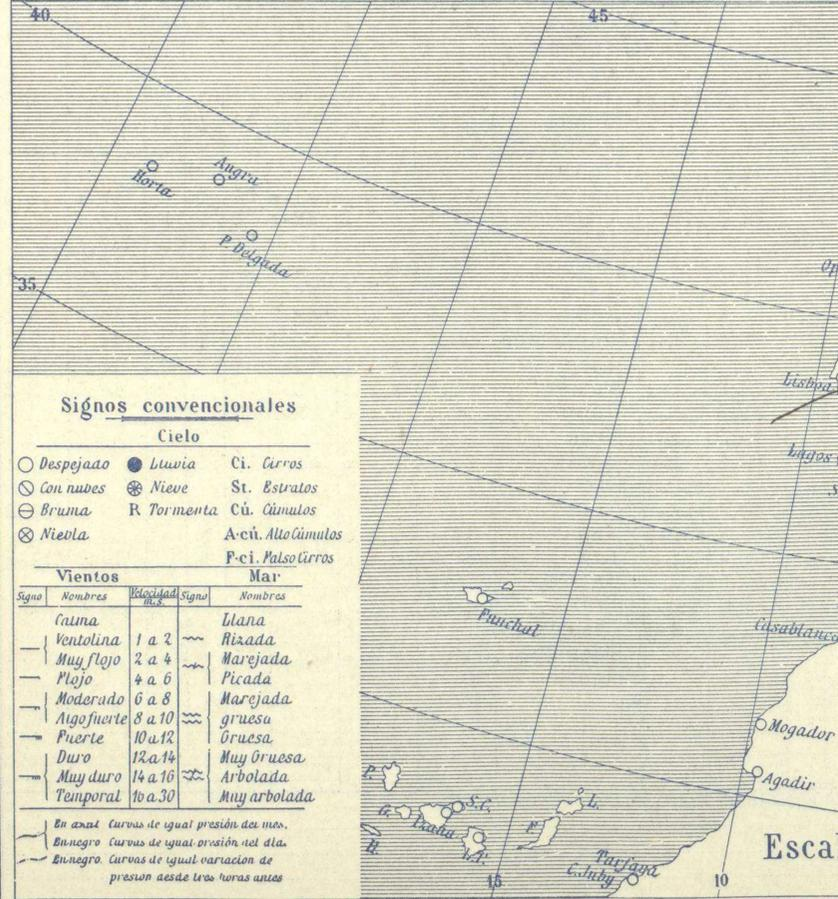 40
45
Horta
Angra
P. Delgada
35
Op
Lisboa
Lagos
Signos convencionales
Cielo
Despejado Lluvia Ci. Cirros
Con nubes Nieve St. Estratos
Bruma R Tormenta Cú. Cúmulos
Niebla A-cú. Alto Cúmulos
F-ci. Falso Cirros
Vientos Mar
Signo Nombres Velocidad m.s. Signo Nombres
Calma Llana
Ventolina 1 a 2 Rizada
Muy flojo 2 a 4 Marejada
Flojo 4 a 6 Picada
Moderado 6 a 8 Marejada
Algo fuerte 8 a 10 gruesa
Fuerte 10 a 12 Gruesa
Duro 12 a 14 Muy Gruesa
Muy duro 14 a 16 Arbolada
Temporal 16 a 30 Muy arbolada
En azul Curvas de igual presión del mes.
En negro Curvas de igual presión del día.
En negro. Curvas de igual variacion de
presion desde tres horas antes
Funchal
Casablanca
Mogador
Agadir
P.
G.
S.C.
H.
F.
L.
Tarfaya
C. Juby
15
10
Esca